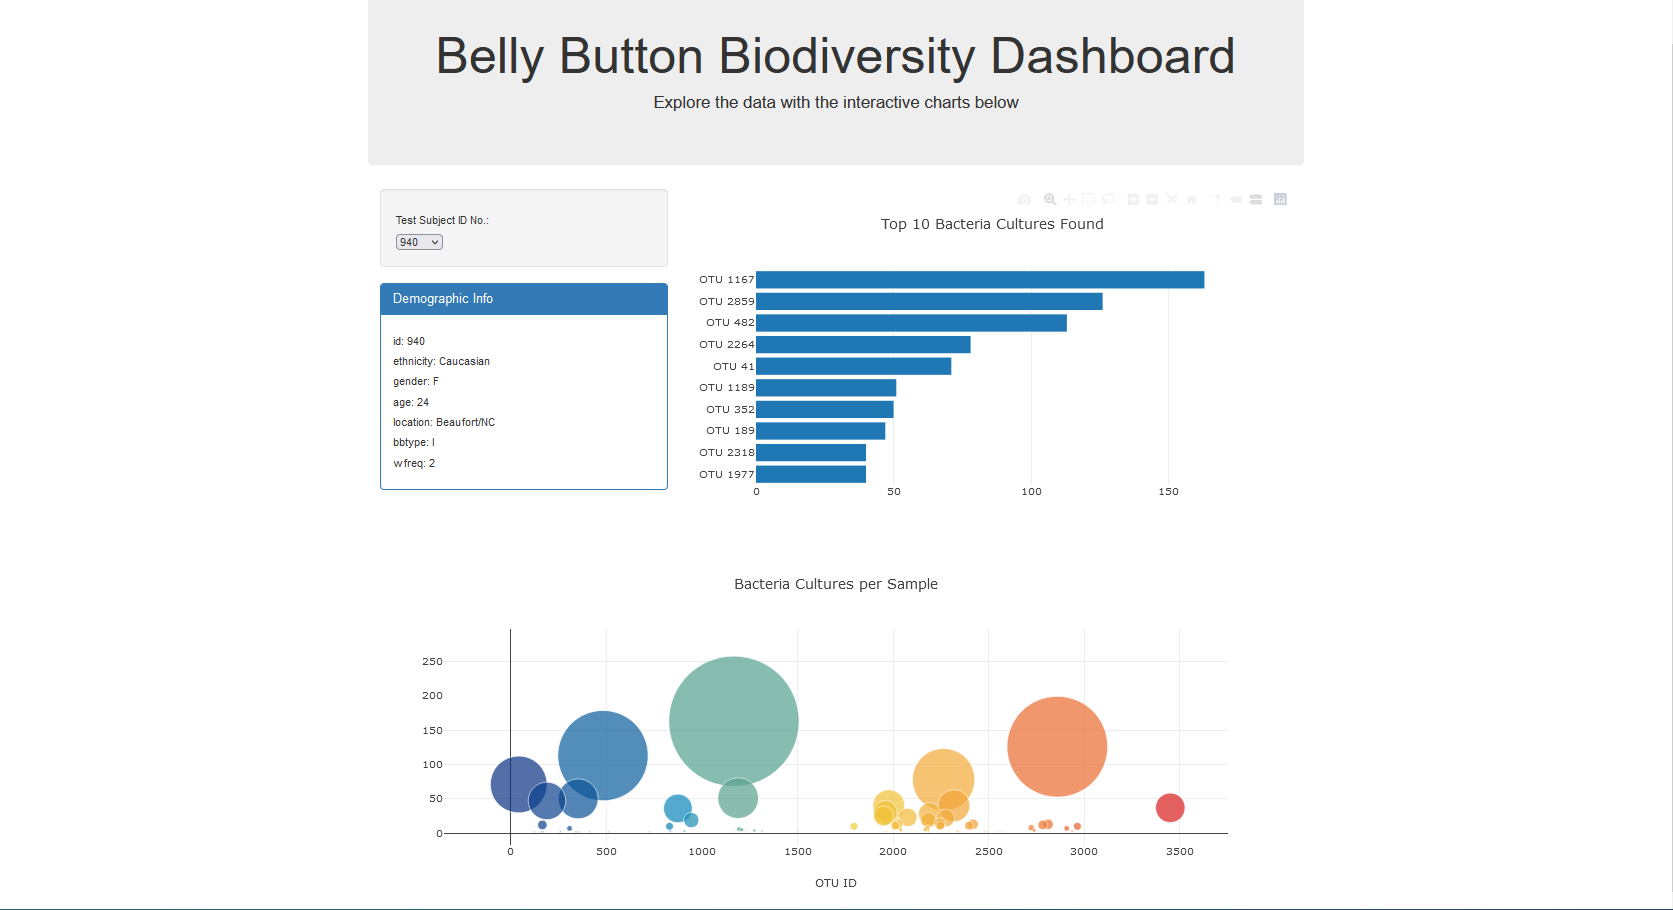 Belly Button Biodiversity Dashboard
Explore the data with the interactive charts below
Test Subject ID No.:
940
Demographic Info
id: 940
ethnicity: Caucasian
gender: F
age: 24
location: Beaufort/NC
bbtype: I
wfreq: 2
Top 10 Bacteria Cultures Found
OTU 1167
OTU 2859
OTU 482
OTU 2264
OTU 41
OTU 1189
OTU 352
OTU 189
OTU 2318
OTU 1977
0 50 100 150
Bacteria Cultures per Sample
250
200
150
100
50
0
0 500 1000 1500 2000 2500 3000 3500
OTU ID